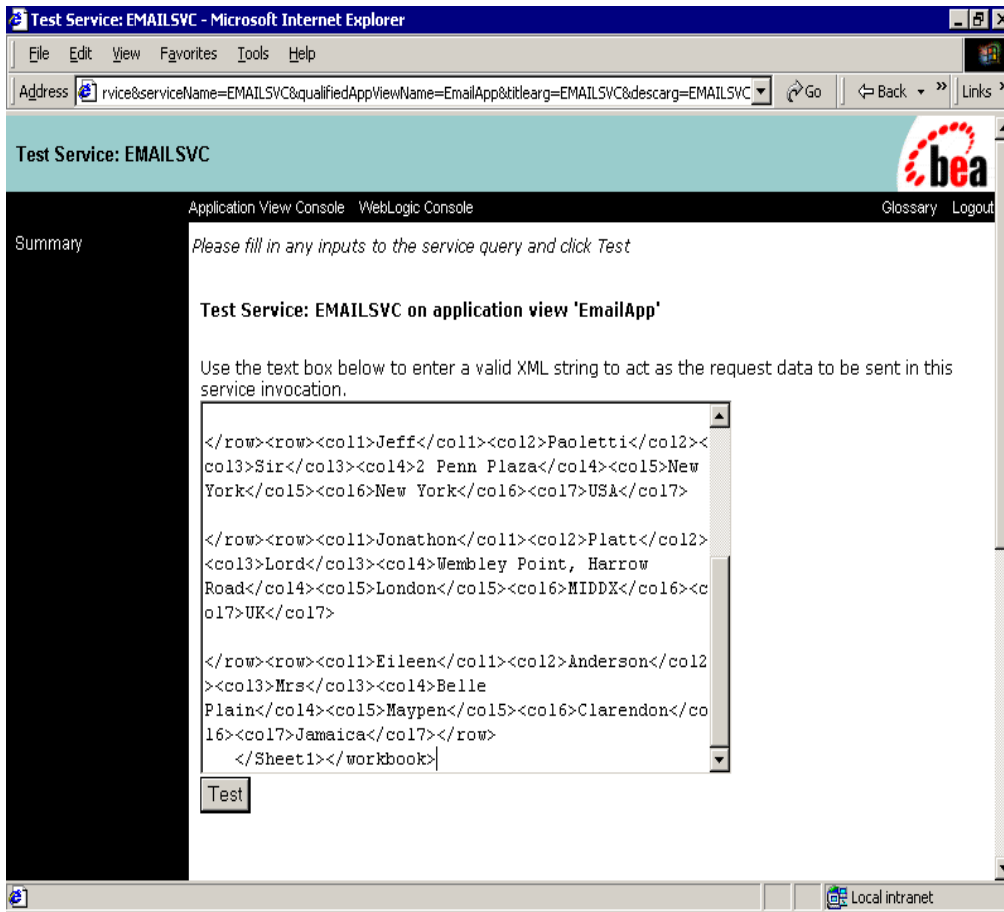 Test Service: EMAILSVC - Microsoft Internet Explorer
File Edit View Favorites Tools Help
Address rvice&serviceName=EMAILSVC&qualifiedAppViewName=EmailApp&titlearg=EMAILSVC&descarg=EMAILSVC Go Back » Links »
Test Service: EMAILSVC
bea
Application View Console WebLogic Console Glossary Logout
Summary
Please fill in any inputs to the service query and click Test
Test Service: EMAILSVC on application view 'EmailApp'
Use the text box below to enter a valid XML string to act as the request data to be sent in this
service invocation.
</row><row><col1>Jeff</col1><col2>Paoletti</col2><
col3>Sir</col3><col4>2 Penn Plaza</col4><col5>New
York</col5><col6>New York</col6><col7>USA</col7>
</row><row><col1>Jonathon</col1><col2>Platt</col2>
<col3>Lord</col3><col4>Wembley Point, Harrow
Road</col4><col5>London</col5><col6>MIDDX</col6><c
ol7>UK</col7>
</row><row><col1>Eileen</col1><col2>Anderson</col2
><col3>Mrs</col3><col4>Belle
Plain</col4><col5>Maypen</col5><col6>Clarendon</co
l6><col7>Jamaica</col7></row>
</Sheet1></workbook>
Test
Local intranet